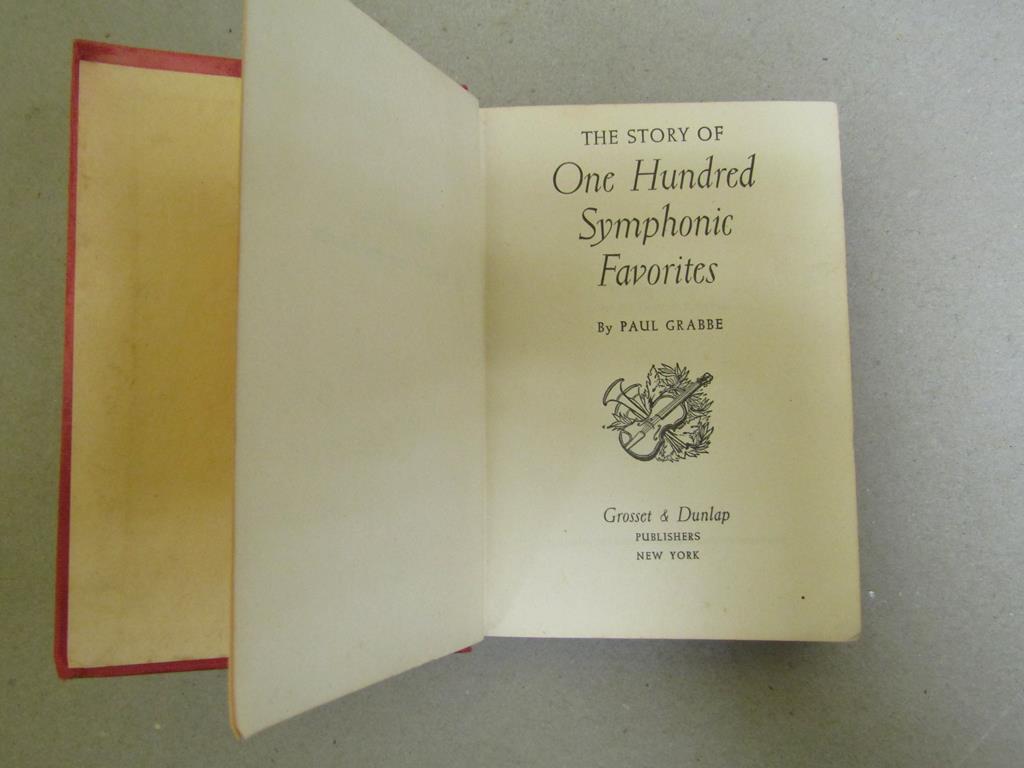 THE STORY OF
One Hundred
Symphonic
Favorites
By PAUL GRABBE
Grosset & Dunlap
PUBLISHERS
NEW YORK